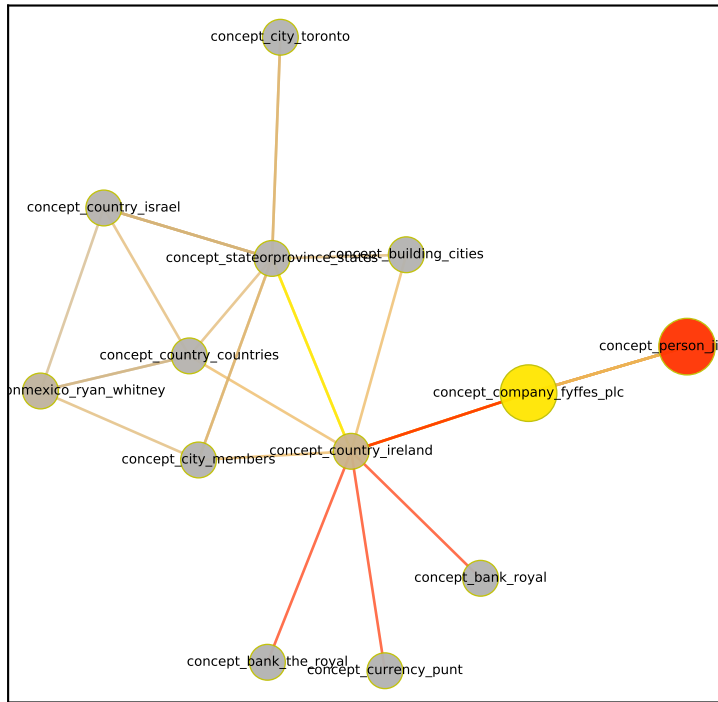 concept_city_toronto
concept_country_israel
concept_stateorprovince_states
concept_building_cities
concept_person_ji
concept_country_countries
onmexico_ryan_whitney
concept_company_fyffes_plc
concept_country_ireland
concept_city_members
concept_bank_royal
concept_bank_the_royal
concept_currency_punt